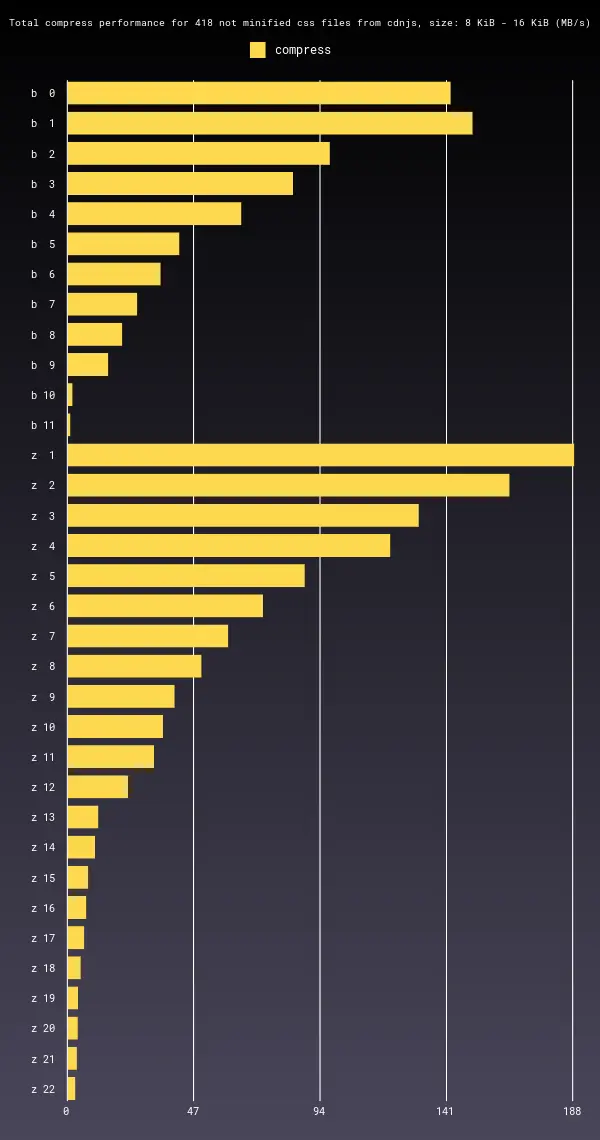 Total compress performance for 418 not minified css files from cdnjs, size: 8 KiB - 16 KiB (MB/s)
compress
b 0
b 1
b 2
b 3
b 4
b 5
b 6
b 7
b 8
b 9
b 10
b 11
z 1
z 2
z 3
z 4
z 5
z 6
z 7
z 8
z 9
z 10
z 11
z 12
z 13
z 14
z 15
z 16
z 17
z 18
z 19
z 20
z 21
z 22
0 47 94 141 188